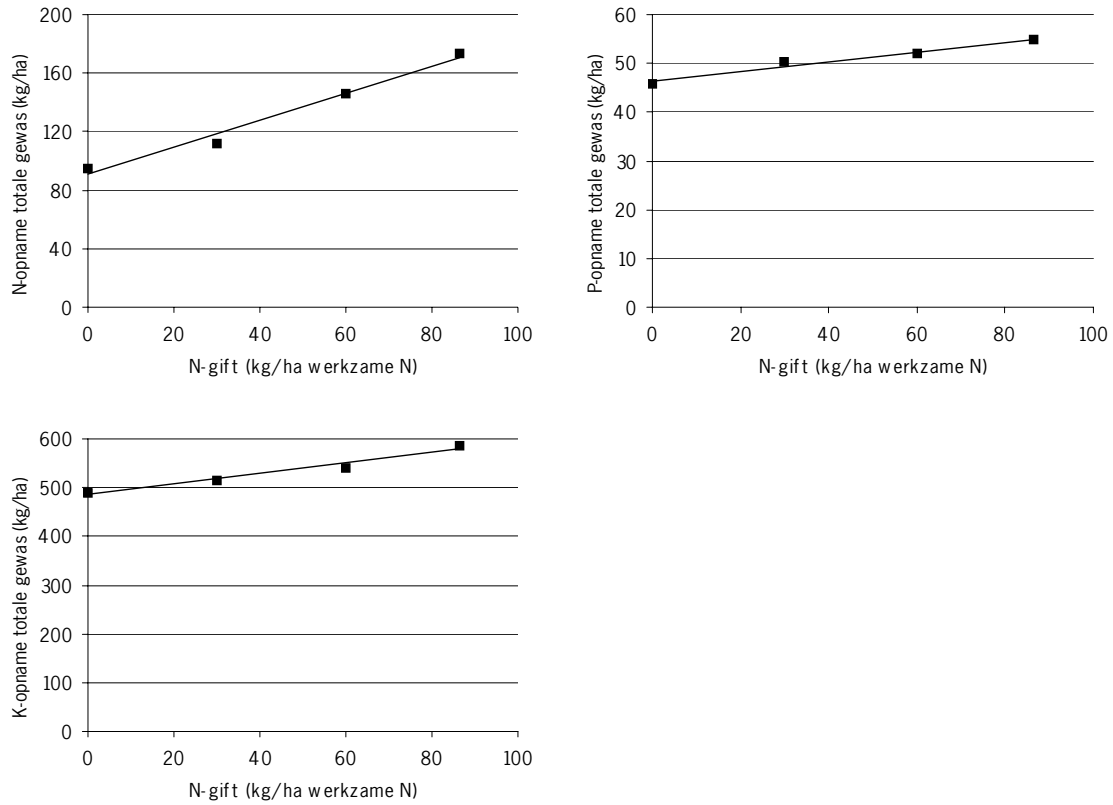 N-opname totale gewas (kg/ha)
200
160
120
80
40
0
0 20 40 60 80 100
N-gift (kg/ha werkzame N)
P-opname totale gewas (kg/ha)
60
50
40
30
20
10
0
0 20 40 60 80 100
N-gift (kg/ha werkzame N)
K-opname totale gewas (kg/ha)
600
500
400
300
200
100
0
0 20 40 60 80 100
N-gift (kg/ha werkzame N)